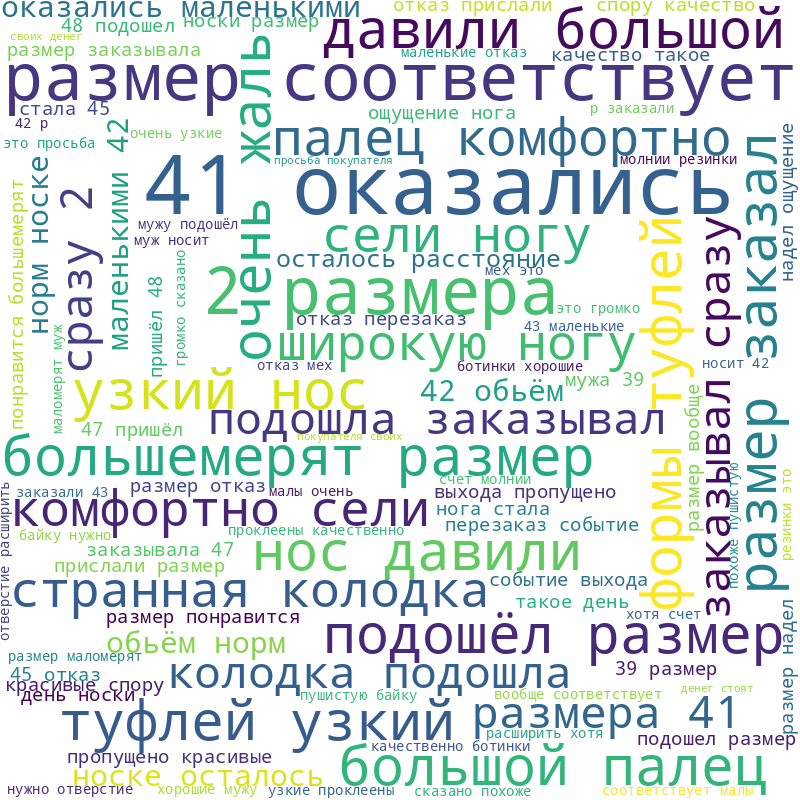 оказались маленькими
отказ прислали
спору качество
48 подошел
носки размер
давили большой
своих денег
размер заказывала
маленькие отказ
качество такое
размер соответствует
стала 45
ощущение нога
р заказали
42 р
очень узкие
это просьба
палец комфортно
просьба покупателя
молнии резинки
41 оказались
надел ощущение
очень жаль
маленькими 42
норм носке
сразу 2
заказал размер
мужу подошёл
муж носит
сели ногу
осталось расстояние
мех это
2 размера
пришёл 48
громко сказано
понравится большемерят
формы туфлей
заказывал сразу
это громко
отказ перезаказ
43 маленькие
широкую ногу
маломерят муж
отказ мех
ботинки хорошие
носит 42
узкий нос
42 обьём
мужа 39
подошла заказывал
размер вообще
47 пришёл
покупателя своих
большемерят размер
похоже пушистую
резинки это
счет молнии
размер отказ
малы очень
выхода пропущено
заказали 43
отверстие расширить
комфортно сели
нога стала
перезаказ событие
байку нужно
проклеены качественно
заказывала 47
нос давили
прислали размер
странная колодка
событие выхода
такое день
размер понравится
хотя счет
размер надел
обьём норм
подошёл размер
размер маломерят
45 отказ
колодка подошла
39 размер
красивые спору
день носки
пушистую байку
вообще соответствует
денег стоят
туфлей узкий
размера 41
расширить хотя
качественно ботинки
подошел размер
пропущено красивые
носке осталось
большой палец
нужно отверстие
хорошие мужу
узкие проклеены
сказано похоже
соответствует малы